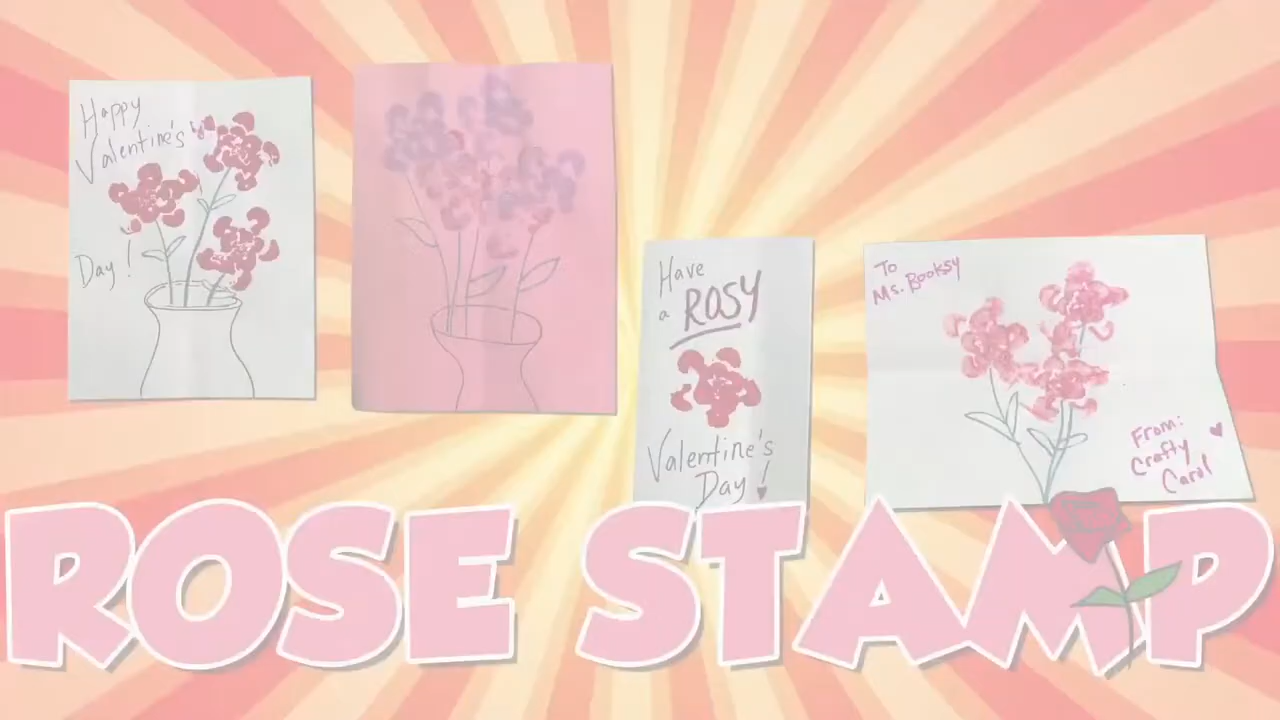 Happy
Valentine's
Day!
Have
a ROSY
Valentine's
Day!
To
Ms. Booksy
From:
Crafty
Carol
ROSE STAMP